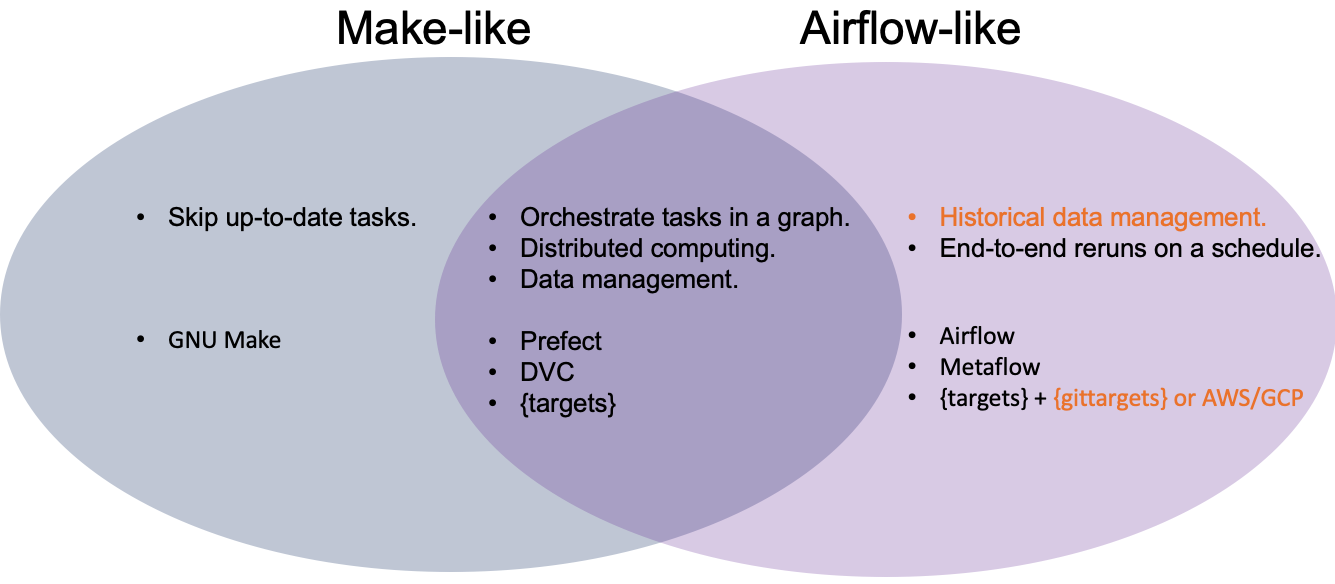 Make-like
Airflow-like
• Skip up-to-date tasks.
• GNU Make
• Orchestrate tasks in a graph.
• Distributed computing.
• Data management.
• Prefect
• DVC
• {targets}
• Historical data management.
• End-to-end reruns on a schedule.
• Airflow
• Metaflow
• {targets} + {gittargets} or AWS/GCP